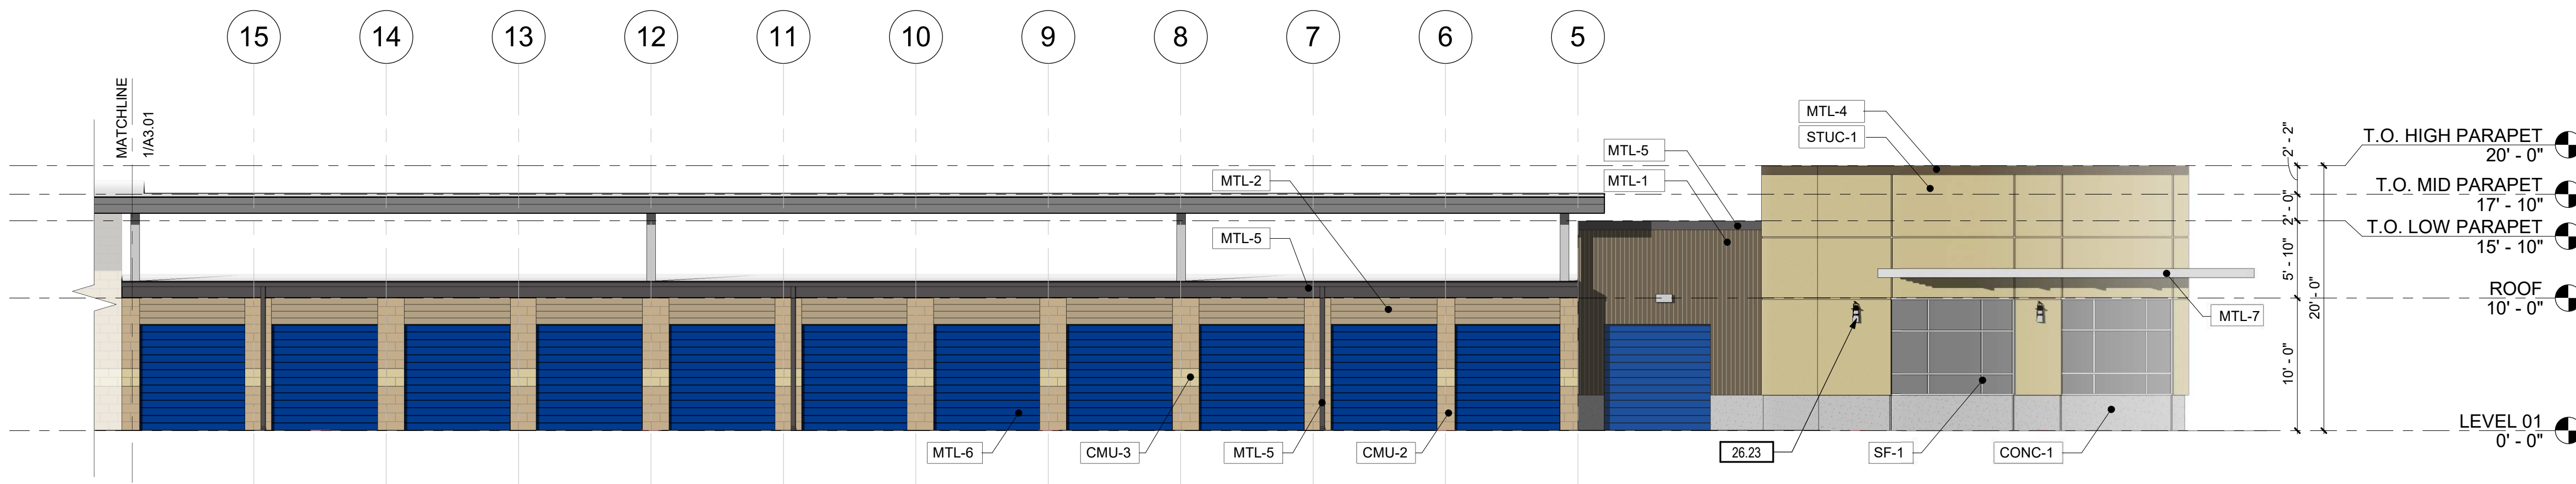 15
14
13
12
11
10
9
8
7
6
5
MATCHLINE
1/A3.01
MTL-4
STUC-1
MTL-5
MTL-1
MTL-2
MTL-5
MTL-7
MTL-6
CMU-3
MTL-5
CMU-2
26.23
SF-1
CONC-1
2' - 2"
2' - 0"
5' - 10"
10' - 0"
20' - 0"
T.O. HIGH PARAPET
20' - 0"
T.O. MID PARAPET
17' - 10"
T.O. LOW PARAPET
15' - 10"
ROOF
10' - 0"
LEVEL 01
0' - 0"